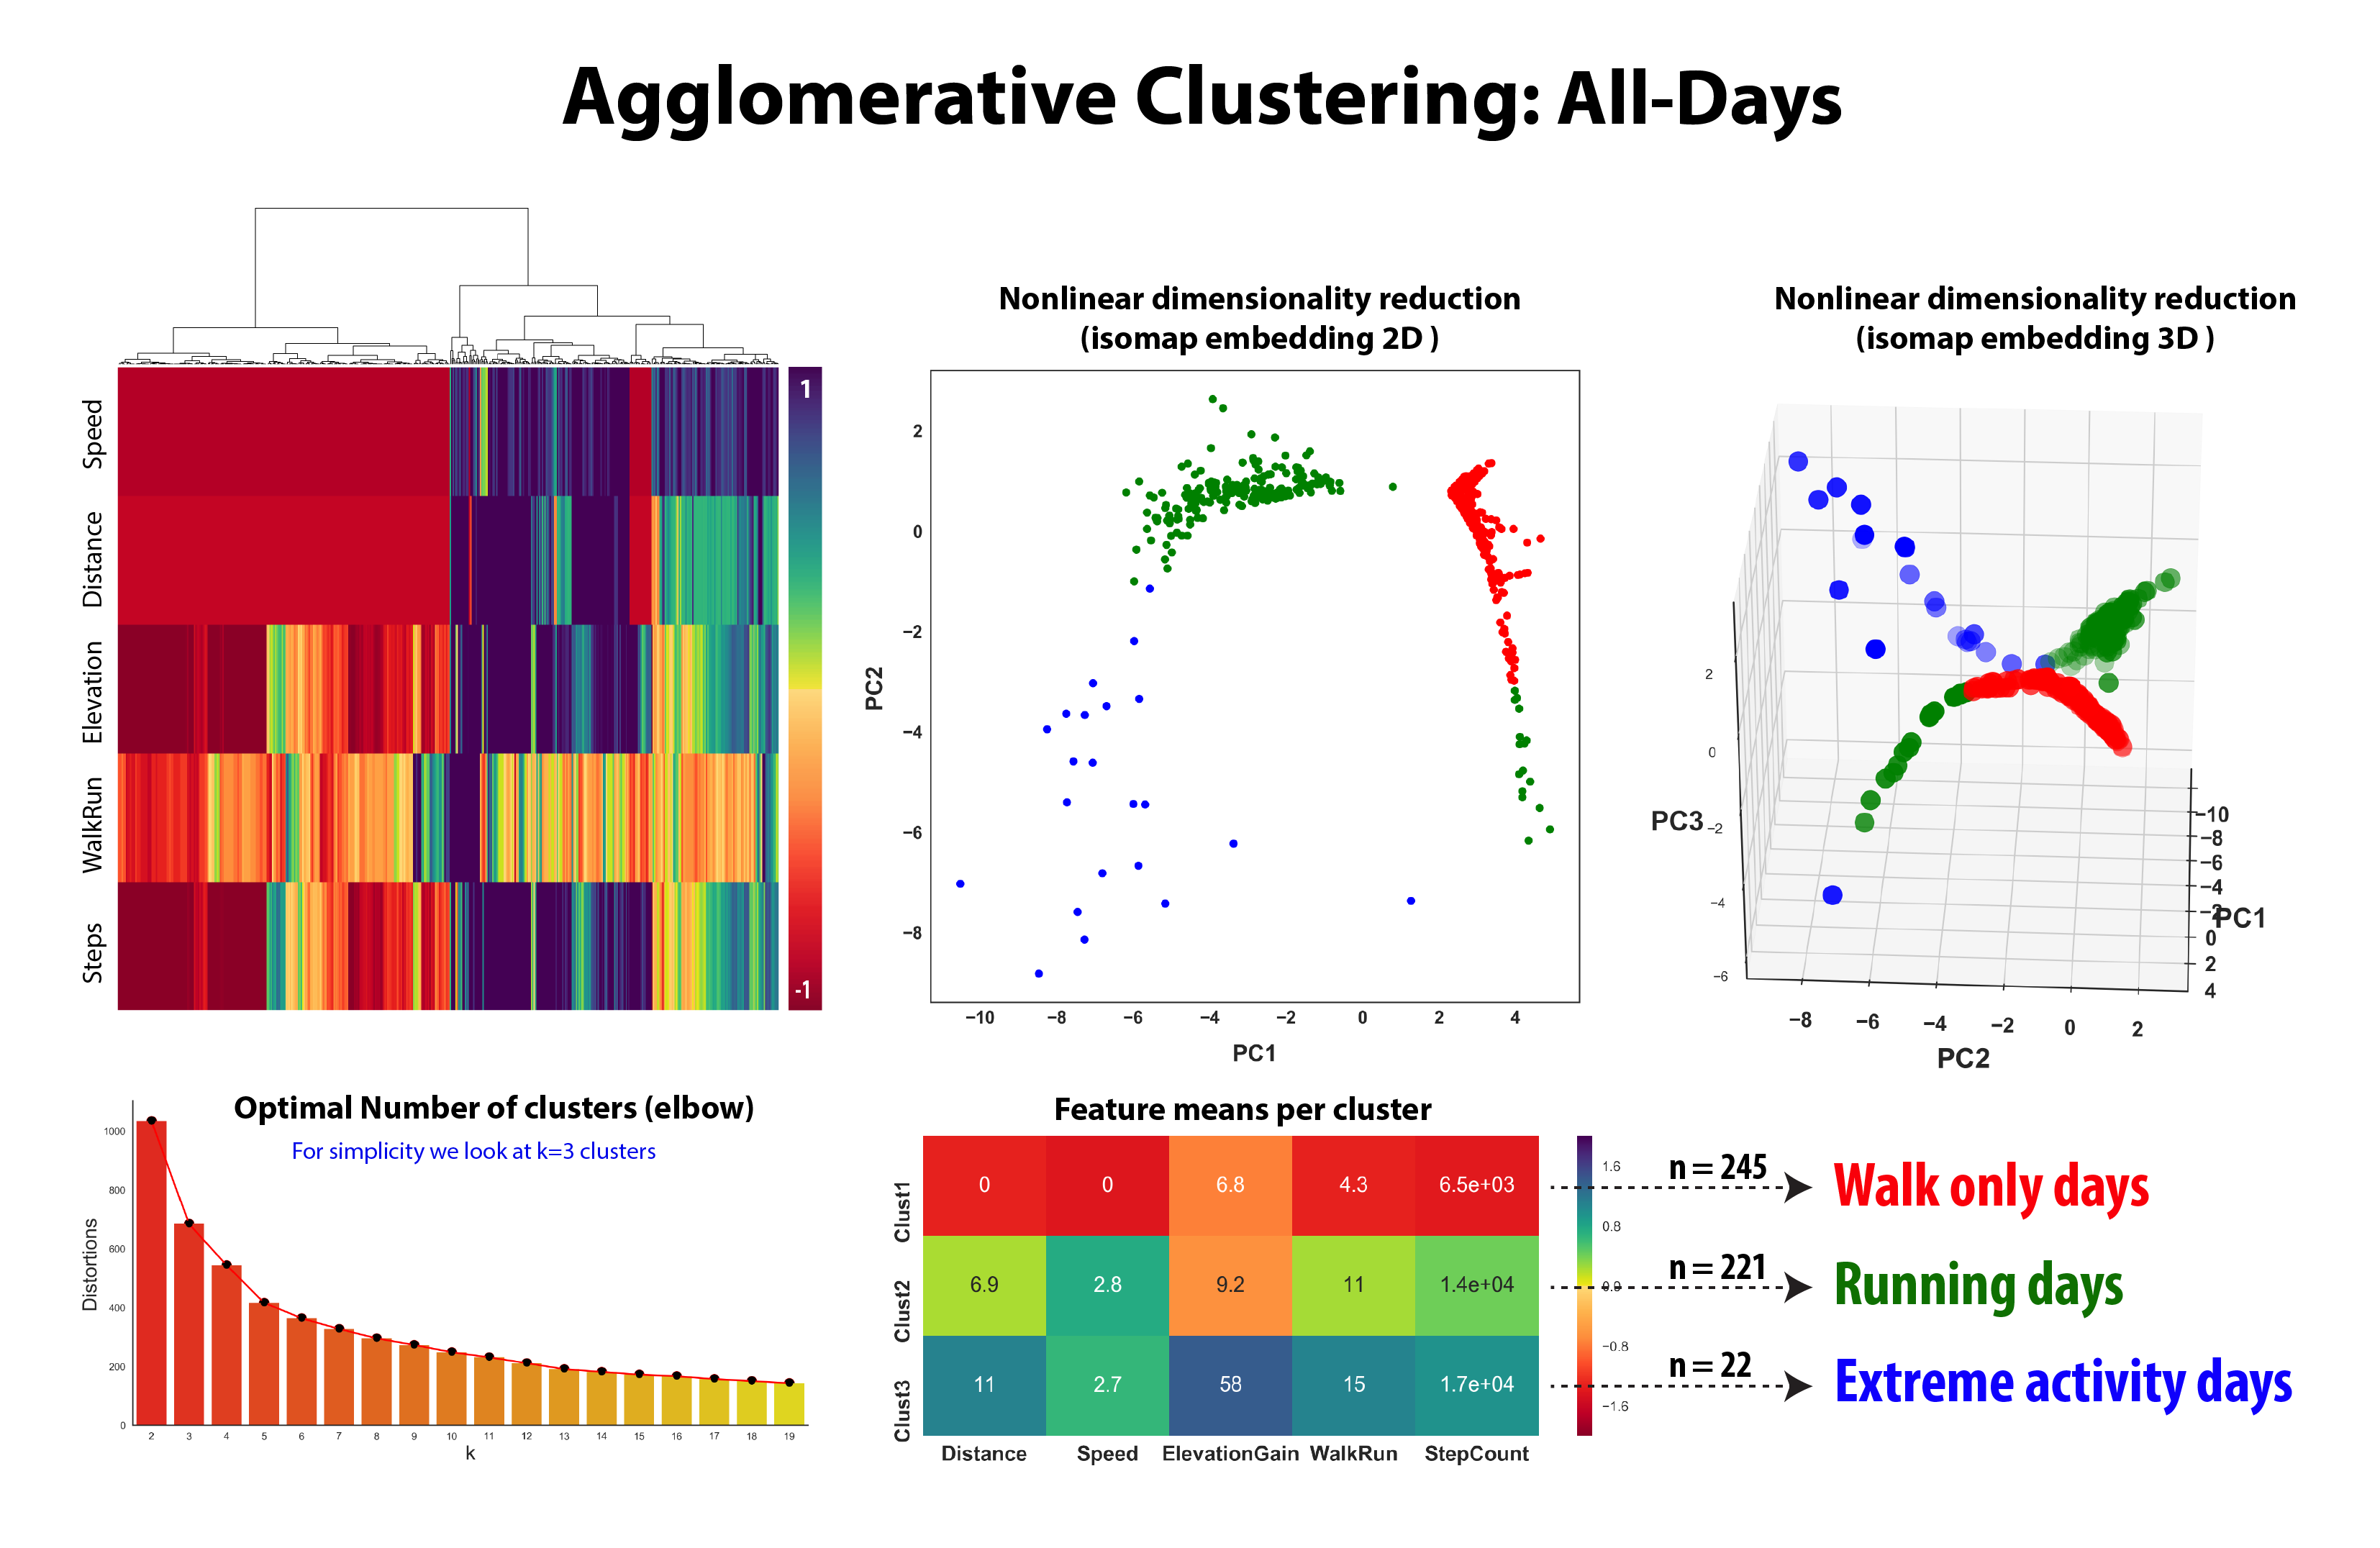 Agglomerative Clustering: All-Days
Speed
Distance
Elevation
WalkRun
Steps
1
-1
Nonlinear dimensionality reduction
(isomap embedding 2D )
PC2
2
0
−2
−4
−6
−8
−10
−8
−6
−4
−2
0
2
4
PC1
Nonlinear dimensionality reduction
(isomap embedding 3D )
PC3
2
0
−2
−4
−6
−8
−6
−4
−2
0
2
PC2
−10
−8
−6
−4
−2
0
2
4
PC1
Optimal Number of clusters (elbow)
For simplicity we look at k=3 clusters
Distortions
1000
800
600
400
200
0
2 3 4 5 6 7 8 9 10 11 12 13 14 15 16 17 18 19
k
Feature means per cluster
Clust1 0 0 6.8 4.3 6.5e+03
Clust2 6.9 2.8 9.2 11 1.4e+04
Clust3 11 2.7 58 15 1.7e+04
Distance Speed ElevationGain WalkRun StepCount
1.6
0.8
0.0
−0.8
−1.6
n = 245
Walk only days
n = 221
Running days
n = 22
Extreme activity days